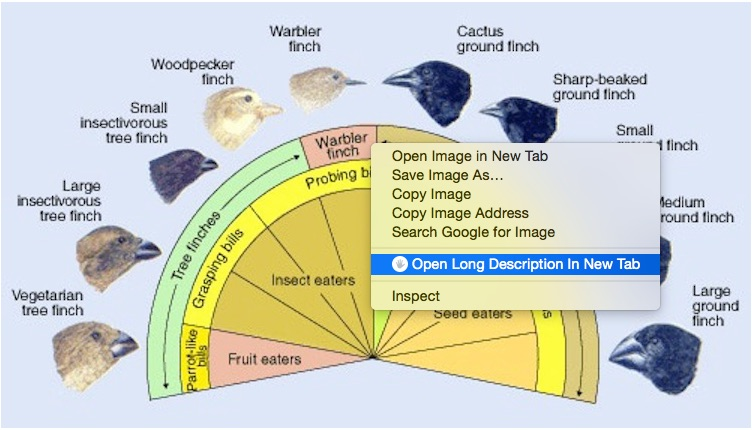 Warbler
finch
Cactus
ground finch
Woodpecker
finch
Sharp-beaked
ground finch
Small
insectivorous
tree finch
Small
finch
Large
insectivorous
tree finch
Medium
ground finch
Vegetarian
tree finch
Large
ground
finch
Warbler
finch
Tree finches
Probing
Grasping bills
Parrot-like
bills
Insect eaters
Fruit eaters
Seed eaters
Open Image in New Tab
Save Image As...
Copy Image
Copy Image Address
Search Google for Image
Open Long Description In New Tab
Inspect